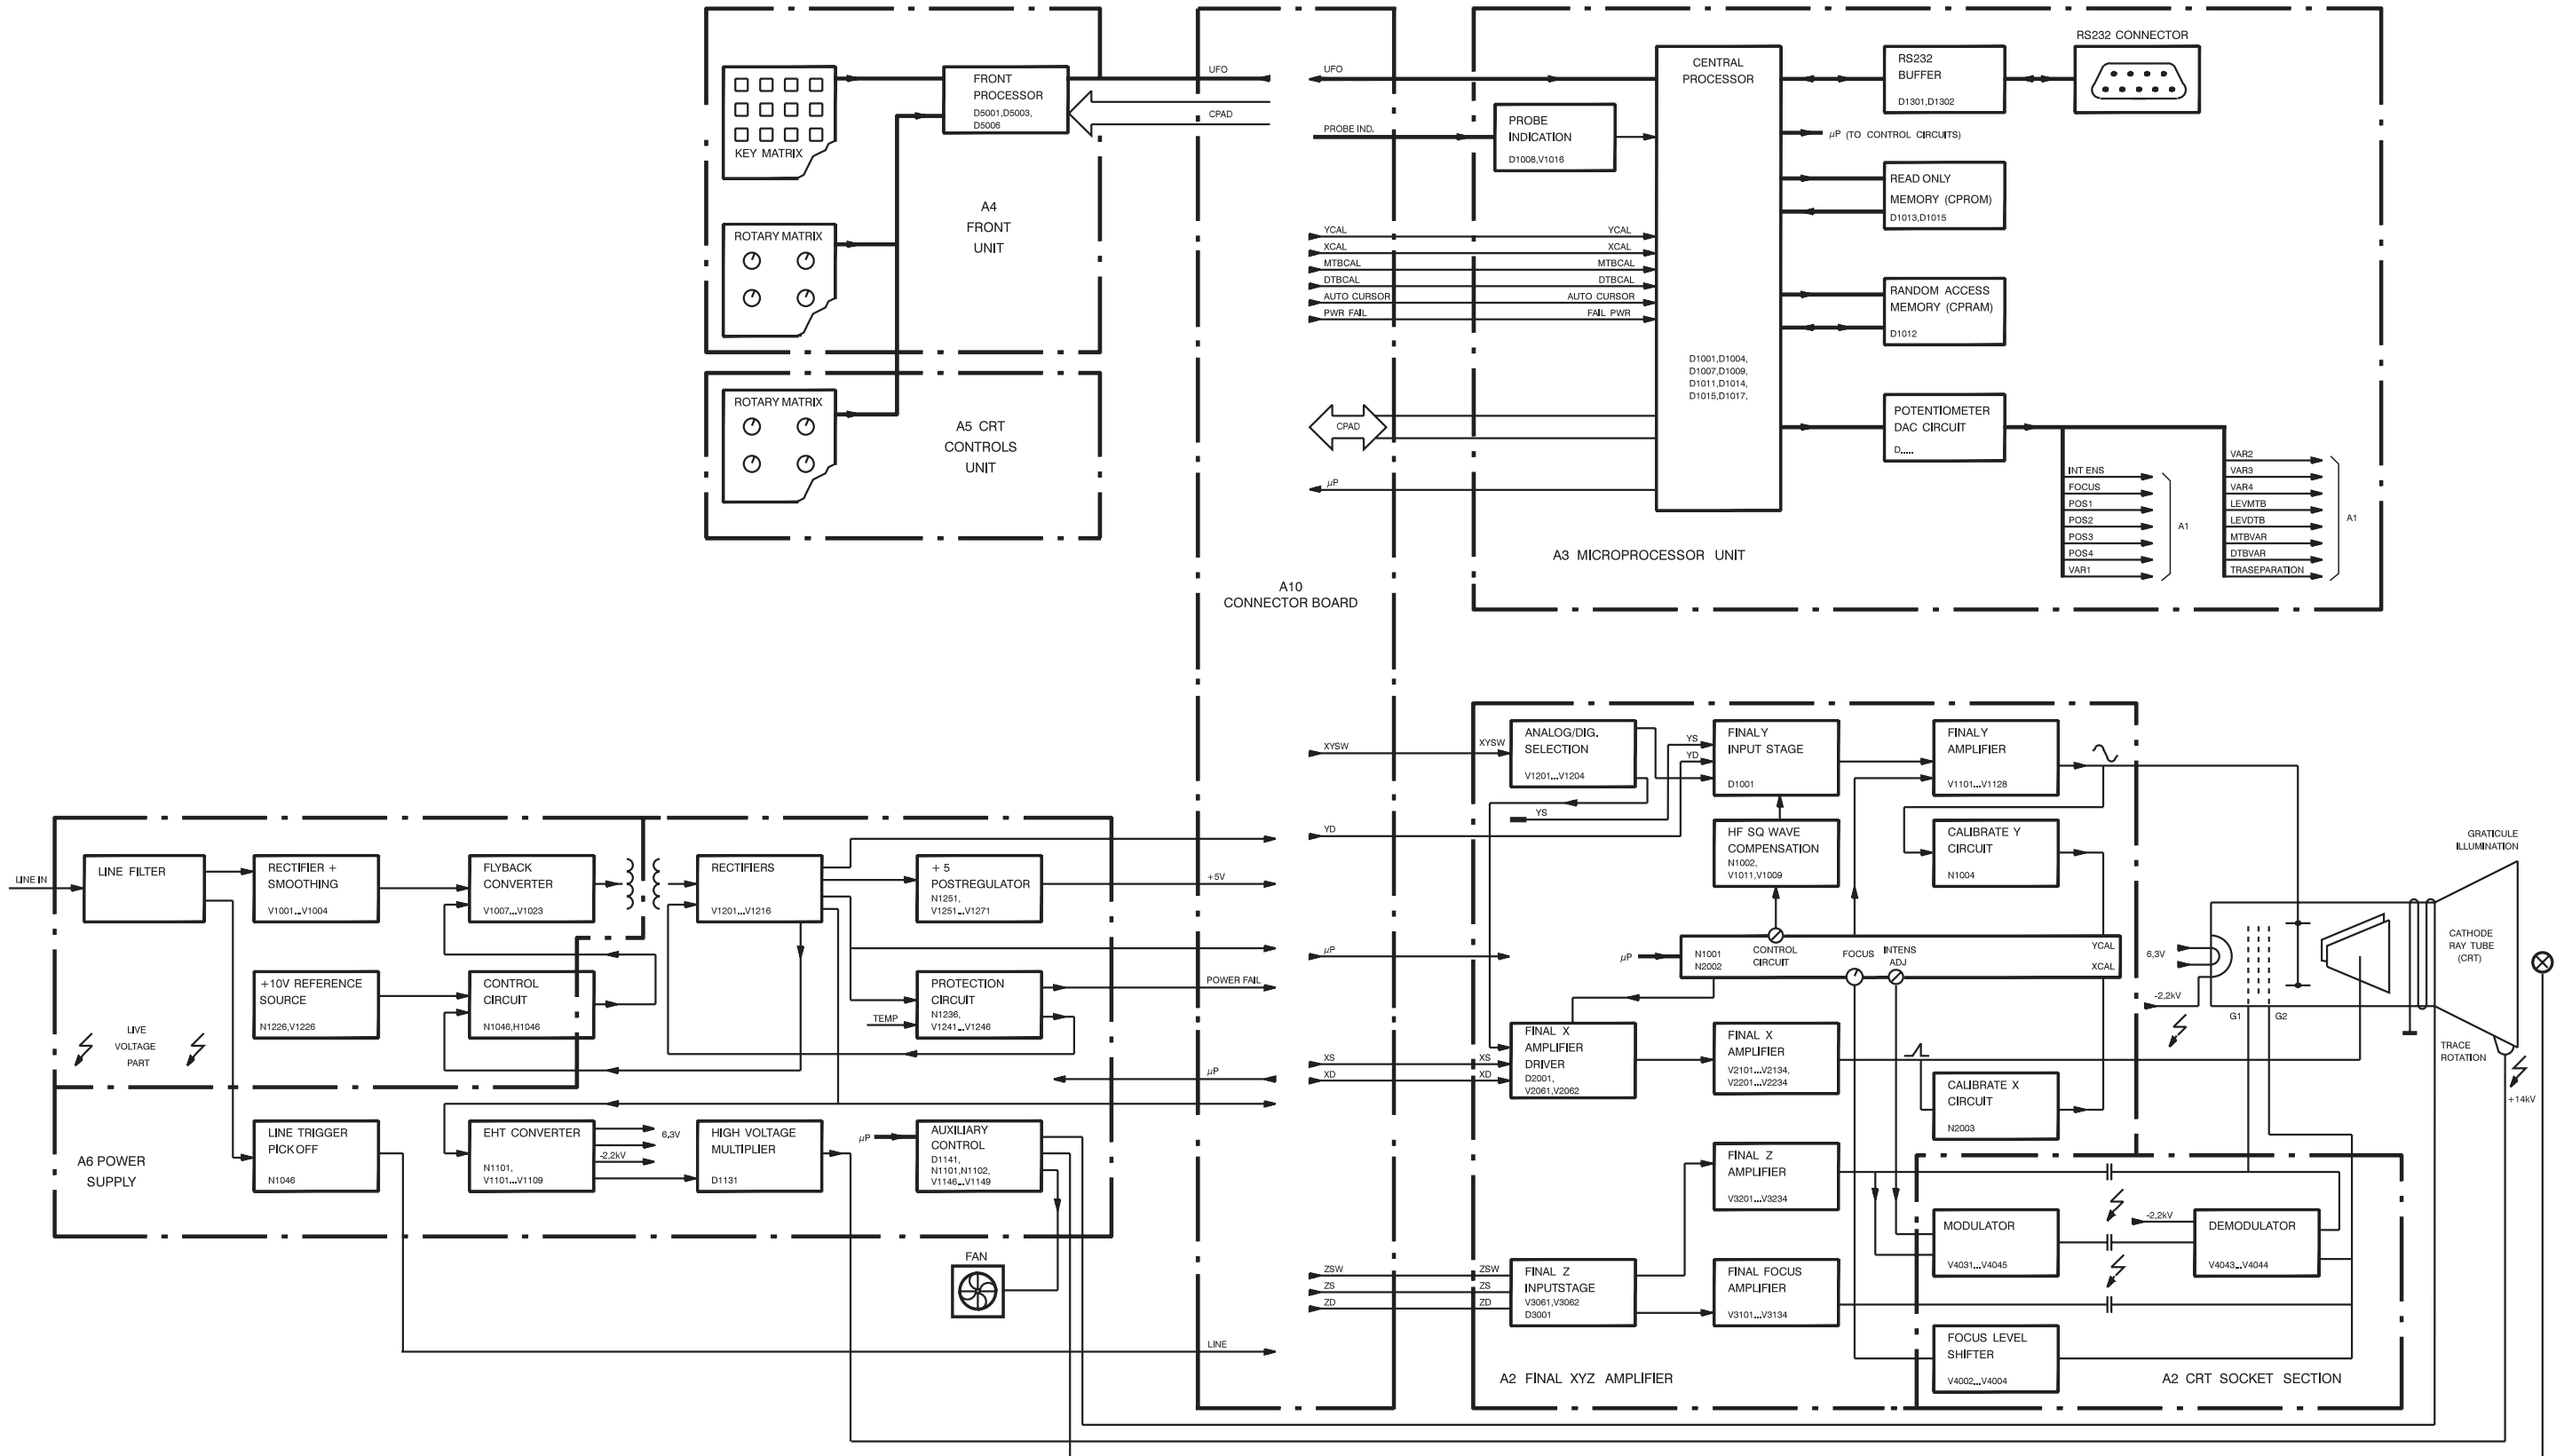 KEY MATRIX
FRONT
PROCESSOR
D5001,D5003,
D5006
ROTARY MATRIX
A4
FRONT
UNIT
ROTARY MATRIX
A5 CRT
CONTROLS
UNIT
UFO
CPAD
A10
CONNECTOR BOARD
UFO
PROBE IND.
PROBE
INDICATION
D1008,V1016
YCAL
XCAL
MTBCAL
DTBCAL
AUTO CURSOR
PWR FAIL
YCAL
XCAL
MTBCAL
DTBCAL
AUTO CURSOR
FAIL PWR
CPAD
µP
CENTRAL
PROCESSOR
D1001,D1004,
D1007,D1009,
D1011,D1014,
D1015,D1017,
RS232
BUFFER
D1301,D1302
RS232 CONNECTOR
µP (TO CONTROL CIRCUITS)
READ ONLY
MEMORY (CPROM)
D1013,D1015
RANDOM ACCESS
MEMORY (CPRAM)
D1012
POTENTIOMETER
DAC CIRCUIT
D.....
INT ENS
FOCUS
POS1
POS2
POS3
POS4
VAR1
A1
VAR2
VAR3
VAR4
LEVMTB
LEVDTB
MTBVAR
DTBVAR
TRASEPARATION
A1
A3 MICROPROCESSOR UNIT
LINE IN
LINE FILTER
RECTIFIER +
SMOOTHING
V1001...V1004
FLYBACK
CONVERTER
V1007...V1023
RECTIFIERS
V1201...V1216
+ 5
POSTREGULATOR
N1251,
V1251...V1271
+10V REFERENCE
SOURCE
N1226,V1226
CONTROL
CIRCUIT
N1046,H1046
PROTECTION
CIRCUIT
N1236,
V1241...V1246
TEMP
LIVE
VOLTAGE
PART
LINE TRIGGER
PICK OFF
N1046
EHT CONVERTER
N1101,
V1101...V1109
6,3V
-2,2kV
HIGH VOLTAGE
MULTIPLIER
D1131
µP
AUXILIARY
CONTROL
D1141,
N1101,N1102,
V1146...V1149
A6 POWER
SUPPLY
FAN
+5V
POWER FAIL
µP
LINE
XYSW
YD
µP
XS
XD
ZSW
ZS
ZD
XYSW
ANALOG/DIG.
SELECTION
V1201...V1204
YS
YD
YS
FINALY
INPUT STAGE
D1001
FINALY
AMPLIFIER
V1101...V1128
HF SQ WAVE
COMPENSATION
N1002,
V1011,V1009
CALIBRATE Y
CIRCUIT
N1004
µP
N1001
N2002
CONTROL
CIRCUIT
FOCUS
INTENS
ADJ
YCAL
XCAL
XS
XD
FINAL X
AMPLIFIER
DRIVER
D2001,
V2061,V2062
FINAL X
AMPLIFIER
V2101...V2134,
V2201...V2234
CALIBRATE X
CIRCUIT
N2003
FINAL Z
AMPLIFIER
V3201...V3234
ZSW
ZS
ZD
FINAL Z
INPUTSTAGE
V3061,V3062
D3001
FINAL FOCUS
AMPLIFIER
V3101...V3134
MODULATOR
V4031...V4045
-2,2kV
DEMODULATOR
V4043...V4044
FOCUS LEVEL
SHIFTER
V4002...V4004
A2 FINAL XYZ AMPLIFIER
A2 CRT SOCKET SECTION
GRATICULE
ILLUMINATION
CATHODE
RAY TUBE
(CRT)
6,3V
-2,2kV
G1
G2
TRACE
ROTATION
+14kV